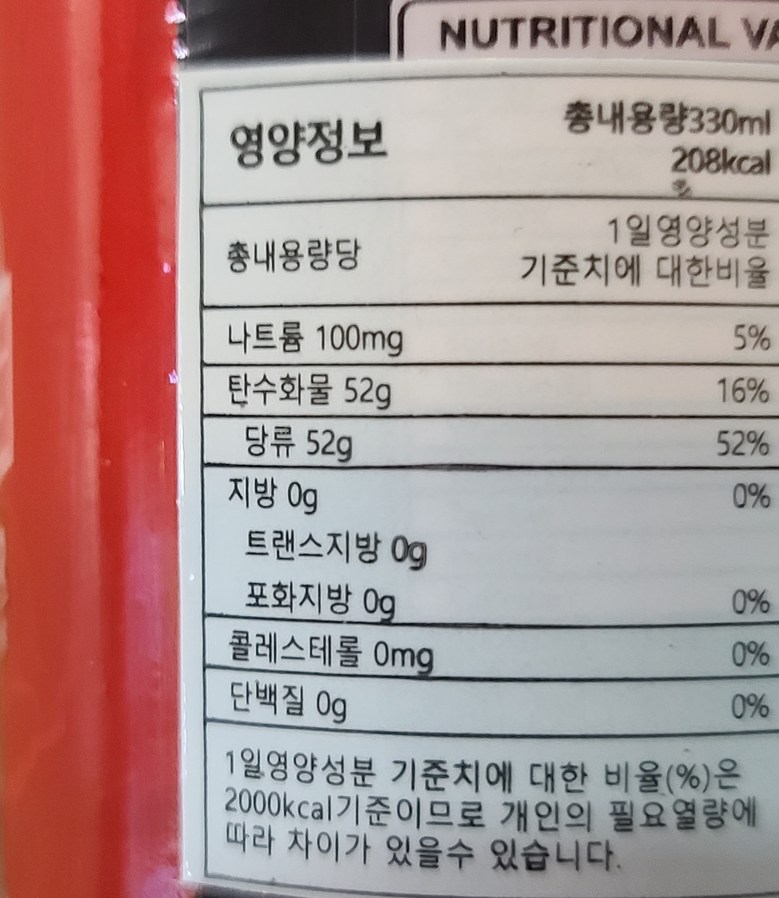 NUTRITIONAL
영양정보
총내용량330ml
208kcal
총내용량당
1일영양성분
기준치에 대한비율
나트륨 100mg 5%
탄수화물 52g 16%
당류 52g 52%
지방 0g 0%
트랜스지방 0g
포화지방 0g 0%
콜레스테롤 0mg 0%
단백질 0g 0%
1일영양성분 기준치에 대한 비율(%)은
2000kcal기준이므로 개인의 필요열량에
따라 차이가 있을수 있습니다.